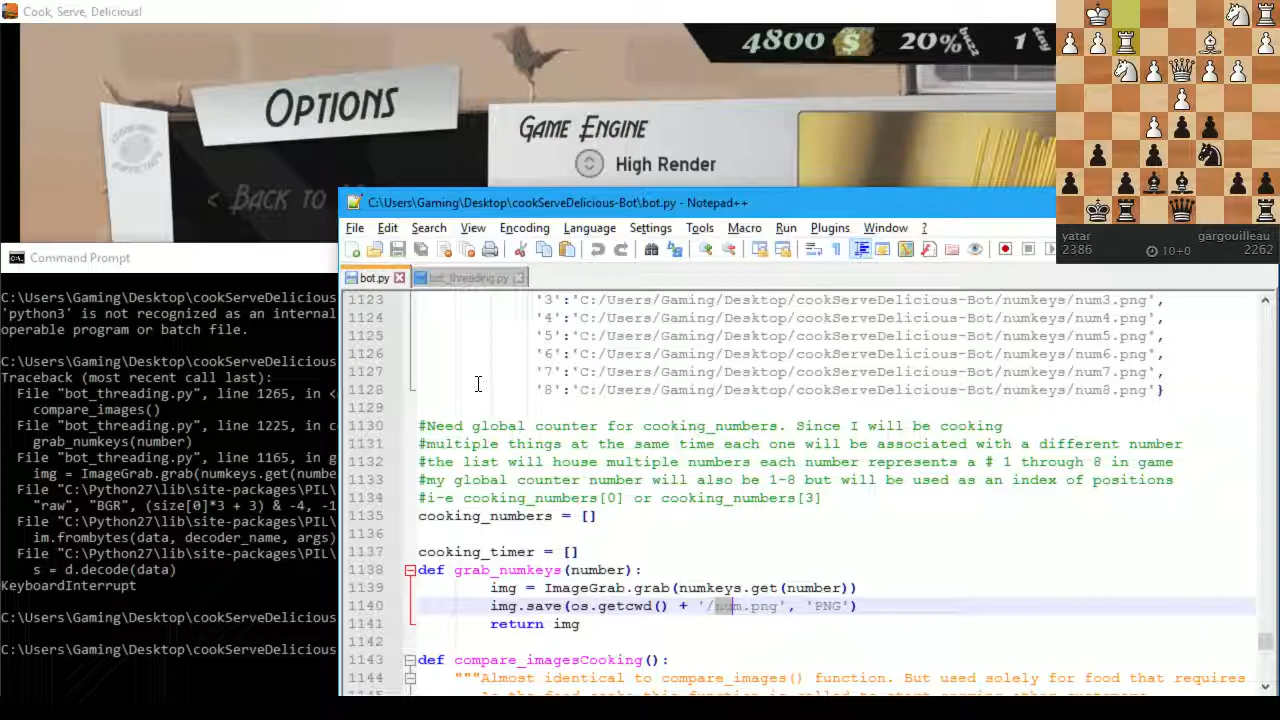 Cook, Serve, Delicious!
4800 $ 20% buzz 1 day
OPTIONS
GAME ENGINE
High Render
< BACK TO
yatar gargouilleau
2386 10+0 2262
C:\Users\Gaming\Desktop\cookServeDelicious-Bot\bot.py - Notepad++
File Edit Search View Encoding Language Settings Tools Macro Run Plugins Window ?
bot.py bot_threading.py
Command Prompt
C:\Users\Gaming\Desktop\cookServeDelicious
'python3' is not recognized as an internal
operable program or batch file.
C:\Users\Gaming\Desktop\cookServeDelicious
Traceback (most recent call last):
File "bot_threading.py", line 1265, in <
compare_images()
File "bot_threading.py", line 1225, in c
grab_numkeys(number)
File "bot_threading.py", line 1165, in g
img = ImageGrab.grab(numkeys.get(numbe
File "C:\Python27\lib\site-packages\PIL\
"raw", "BGR", (size[0]*3 + 3) & -4, -1
File "C:\Python27\lib\site-packages\PIL\
im.frombytes(data, decoder_name, args)
File "C:\Python27\lib\site-packages\PIL\
s = d.decode(data)
KeyboardInterrupt
C:\Users\Gaming\Desktop\cookServeDelicious
C:\Users\Gaming\Desktop\cookServeDelicious
1123 '3':'C:/Users/Gaming/Desktop/cookServeDelicious-Bot/numkeys/num3.png',
1124 '4':'C:/Users/Gaming/Desktop/cookServeDelicious-Bot/numkeys/num4.png',
1125 '5':'C:/Users/Gaming/Desktop/cookServeDelicious-Bot/numkeys/num5.png',
1126 '6':'C:/Users/Gaming/Desktop/cookServeDelicious-Bot/numkeys/num6.png',
1127 '7':'C:/Users/Gaming/Desktop/cookServeDelicious-Bot/numkeys/num7.png',
1128 '8':'C:/Users/Gaming/Desktop/cookServeDelicious-Bot/numkeys/num8.png'}
1129
1130 #Need global counter for cooking_numbers. Since I will be cooking
1131 #multiple things at the same time each one will be associated with a different number
1132 #the list will house multiple numbers each number represents a # 1 through 8 in game
1133 #my global counter number will also be 1-8 but will be used as an index of positions
1134 #i-e cooking_numbers[0] or cooking_numbers[3]
1135 cooking_numbers = []
1136
1137 cooking_timer = []
1138 def grab_numkeys(number):
1139 img = ImageGrab.grab(numkeys.get(number))
1140 img.save(os.getcwd() + '/num.png', 'PNG')
1141 return img
1142
1143 def compare_imagesCooking():
1144 """Almost identical to compare_images() function. But used solely for food that requires